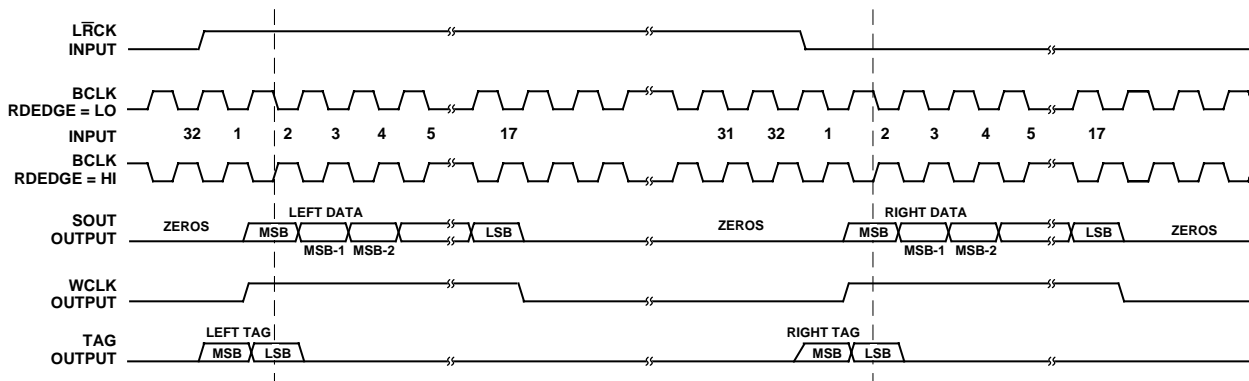 LRCK
INPUT
BCLK
RDEDGE = LO
INPUT 32 1 2 3 4 5 17 31 32 1 2 3 4 5 17
BCLK
RDEDGE = HI
SOUT
OUTPUT
ZEROS MSB LEFT DATA LSB ZEROS MSB RIGHT DATA LSB ZEROS
MSB-1 MSB-2 MSB-1 MSB-2
WCLK
OUTPUT
TAG
OUTPUT
LEFT TAG RIGHT TAG
MSB LSB MSB LSB